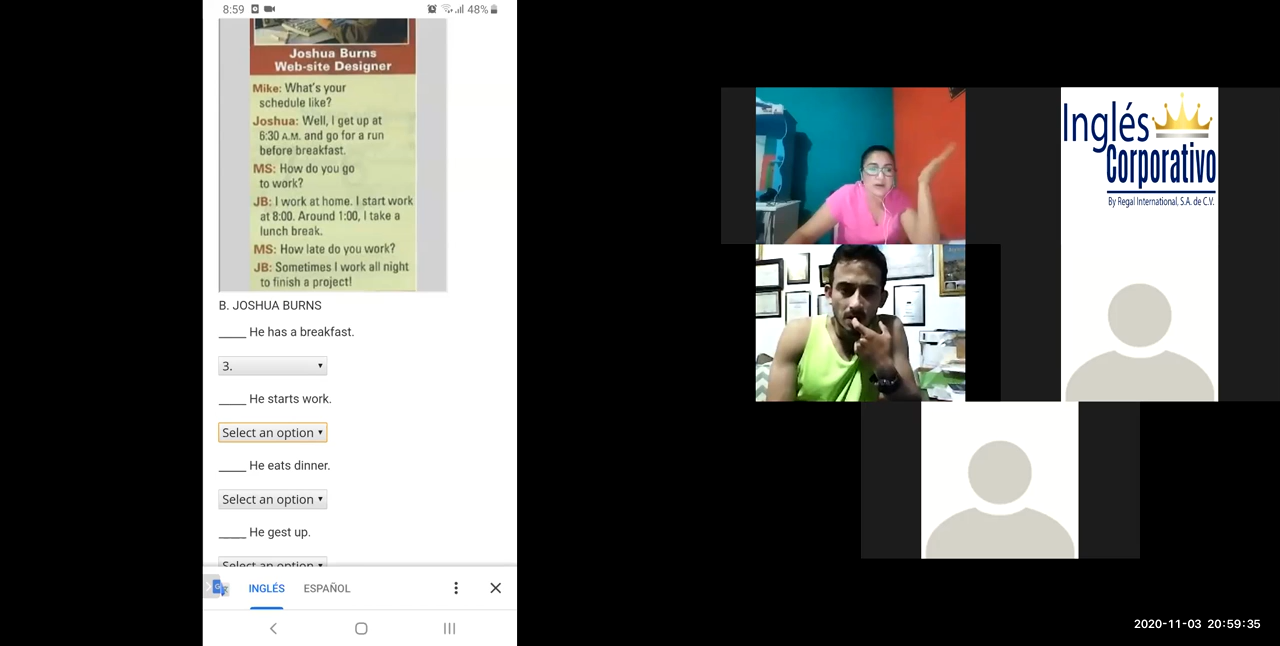 8:59
48%
Joshua Burns
Web-site Designer
Mike: What's your
schedule like?
Joshua: Well, I get up at
6:30 A.M. and go for a run
before breakfast.
MS: How do you go
to work?
JB: I work at home. I start work
at 8:00. Around 1:00, I take a
lunch break.
MS: How late do you work?
JB: Sometimes I work all night
to finish a project!
B. JOSHUA BURNS
_____ He has a breakfast.
3.
_____ He starts work.
Select an option
_____ He eats dinner.
Select an option
_____ He gest up.
Select an option
INGLÉS ESPAÑOL
Inglés
Corporativo
By Regal International, S.A. de C.V.
2020-11-03 20:59:35